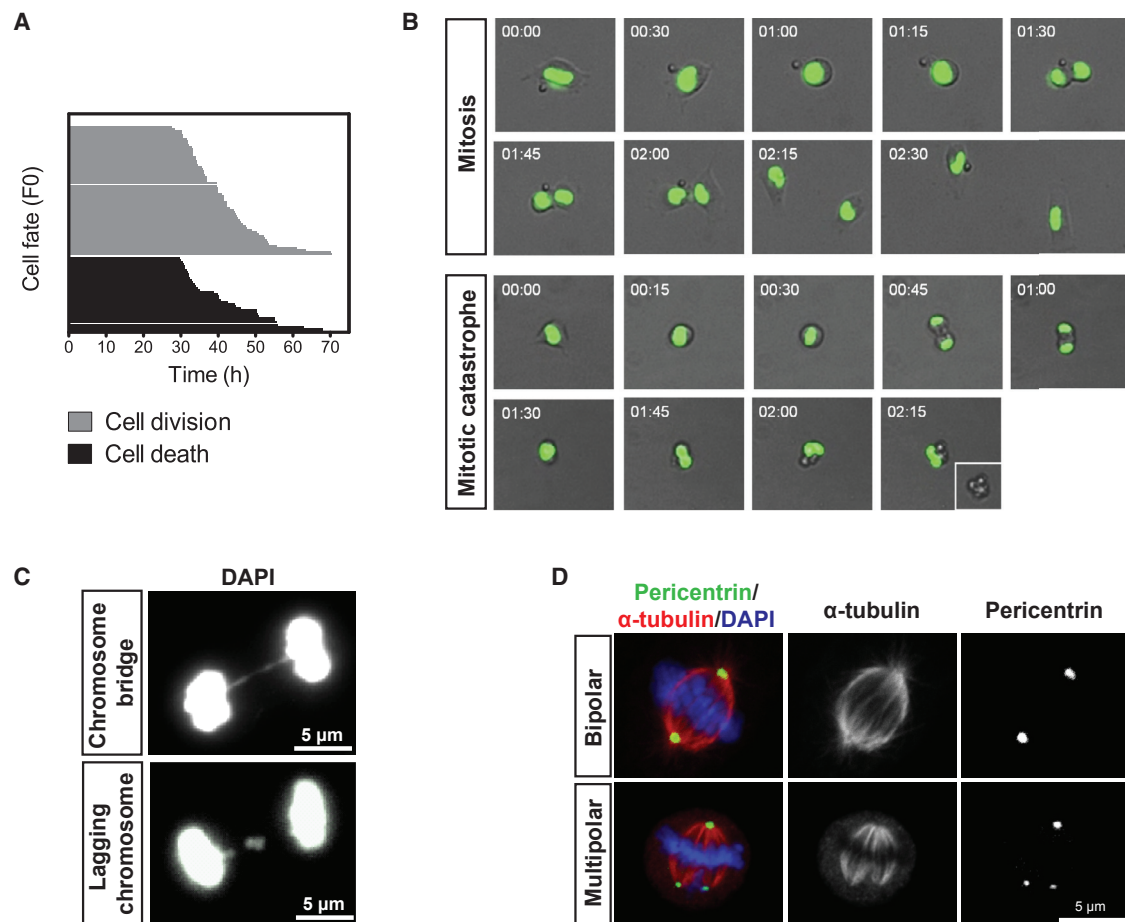 A
Cell fate (F0)
0 10 20 30 40 50 60 70
Time (h)
Cell division
Cell death
B
Mitosis
00:00 00:30 01:00 01:15 01:30
01:45 02:00 02:15 02:30
Mitotic catastrophe
00:00 00:15 00:30 00:45 01:00
01:30 01:45 02:00 02:15
C
DAPI
Chromosome
bridge
5 µm
Lagging
chromosome
5 µm
D
Pericentrin/
α-tubulin/DAPI
α-tubulin
Pericentrin
Bipolar
Multipolar
5 µm